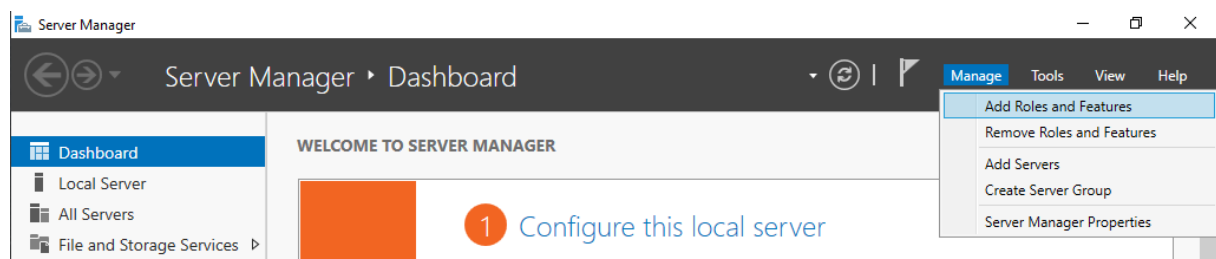 Server Manager
Server Manager ‣ Dashboard
Manage Tools View Help
Add Roles and Features
Remove Roles and Features
Add Servers
Create Server Group
Server Manager Properties
Dashboard
Local Server
All Servers
File and Storage Services
WELCOME TO SERVER MANAGER
1 Configure this local server